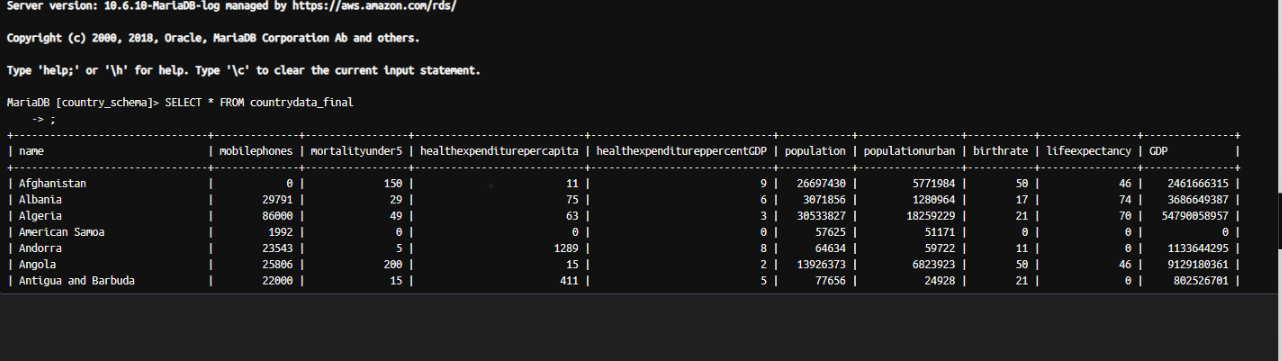 Server version: 10.6.10-MariaDB-log managed by https://aws.amazon.com/rds/
Copyright (c) 2000, 2018, Oracle, MariaDB Corporation Ab and others.
Type 'help;' or '\h' for help. Type '\c' to clear the current input statement.
MariaDB [country_schema]> SELECT * FROM countrydata_final
-> ;
| name | mobilephones | mortalityunder5 | healthexpenditurepercapita | healthexpenditureppercentGDP | population | populationurban | birthrate | lifeexpectancy | GDP |
| Afghanistan | 0 | 150 | 11 | 9 | 26697430 | 5771984 | 50 | 46 | 2461666315 |
| Albania | 29791 | 29 | 75 | 6 | 3071856 | 1280964 | 17 | 74 | 3686649387 |
| Algeria | 86000 | 49 | 63 | 3 | 30533827 | 18259229 | 21 | 70 | 54790058957 |
| American Samoa | 1992 | 0 | 0 | 0 | 57625 | 51171 | 0 | 0 | 0 |
| Andorra | 23543 | 5 | 1289 | 8 | 64634 | 59722 | 11 | 0 | 1133644295 |
| Angola | 25806 | 200 | 15 | 2 | 13926373 | 6823923 | 50 | 46 | 9129180361 |
| Antigua and Barbuda | 22000 | 15 | 411 | 5 | 77656 | 24928 | 21 | 0 | 802526701 |